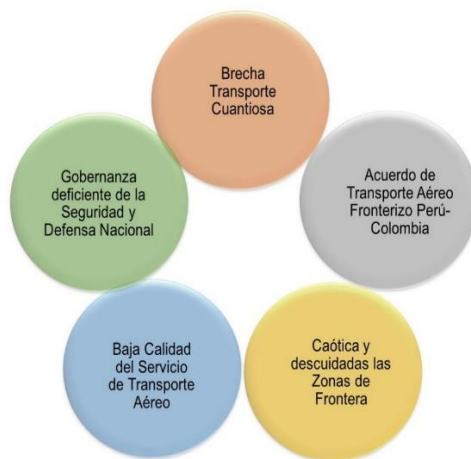 Brecha
Transporte
Cuantiosa
Acuerdo de
Transporte Aéreo
Fronterizo Perú-
Colombia
Caótica y
descuidadas las
Zonas de
Frontera
Baja Calidad
del Servicio
de Transporte
Aéreo
Gobernanza
deficiente de la
Seguridad y
Defensa Nacional